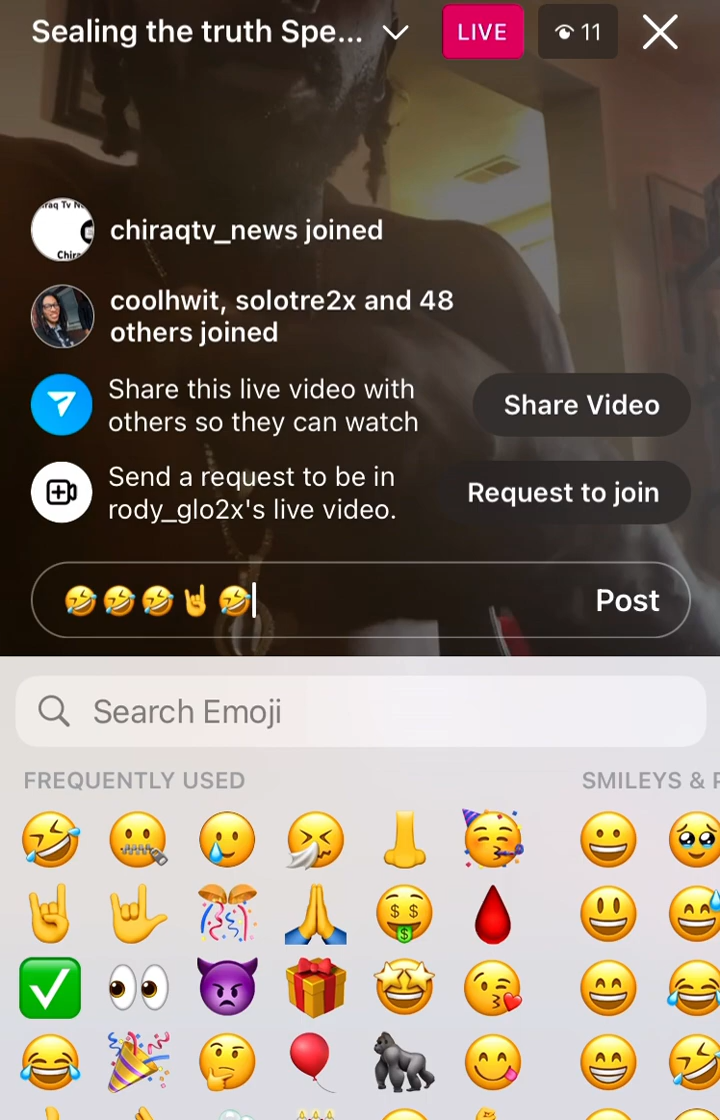 Sealing the truth Spe...
LIVE
11
chiraqtv_news joined
coolhwit, solotre2x and 48
others joined
Share this live video with
others so they can watch
Share Video
Send a request to be in
rody_glo2x's live video.
Request to join
Post
Search Emoji
FREQUENTLY USED
SMILEYS &